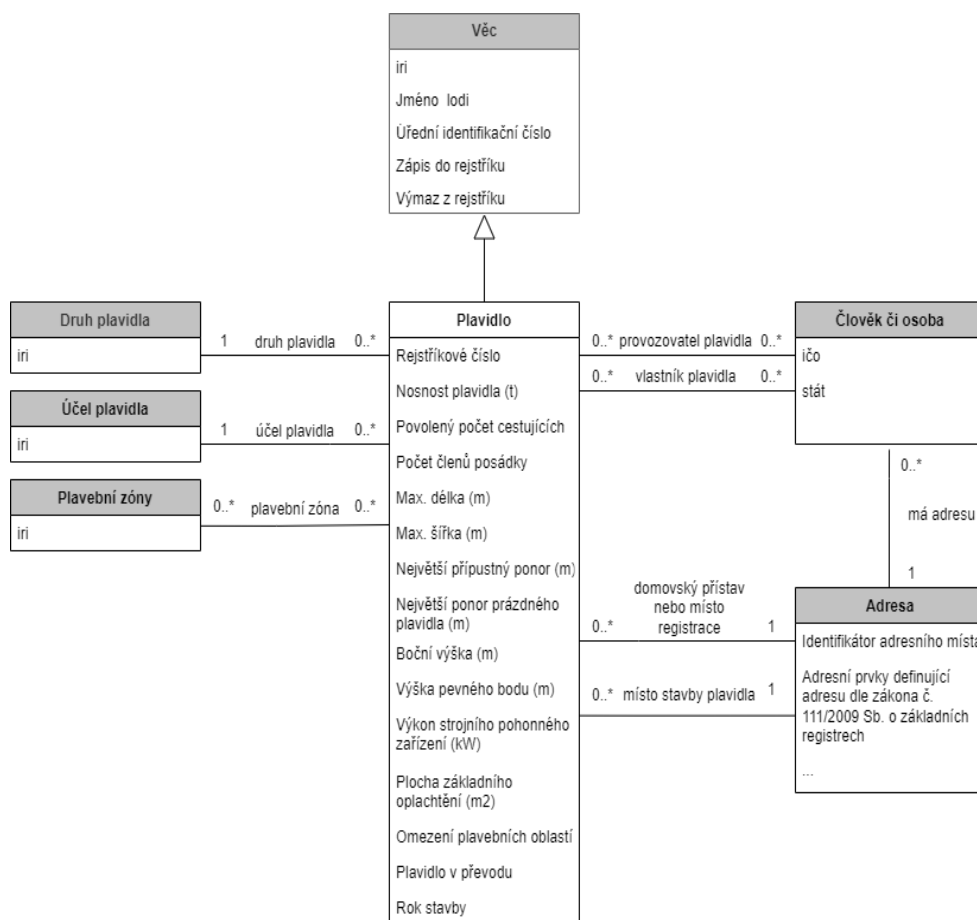 Věc
iri
Jméno lodi
Úřední identifikační číslo
Zápis do rejstříku
Výmaz z rejstříku
Druh plavidla
iri
1 druh plavidla 0..*
Účel plavidla
iri
1 účel plavidla 0..*
Plavební zóny
iri
0..* plavební zóna 0..*
Plavidlo
Rejstříkové číslo
Nosnost plavidla (t)
Povolený počet cestujících
Počet členů posádky
Max. délka (m)
Max. šířka (m)
Největší přípustný ponor (m)
Největší ponor prázdného
plavidla (m)
Boční výška (m)
Výška pevného bodu (m)
Výkon strojního pohonného
zařízení (kW)
Plocha základního
oplachtění (m2)
Omezení plavebních oblastí
Plavidlo v převodu
Rok stavby
0..* provozovatel plavidla 0..*
0..* vlastník plavidla 0..*
Člověk či osoba
ičo
stát
0..*
má adresu
1
domovský přístav
nebo místo
0..* registrace 1
0..* místo stavby plavidla 1
Adresa
Identifikátor adresního místa
Adresní prvky definující
adresu dle zákona č.
111/2009 Sb. o základních
registrech
...